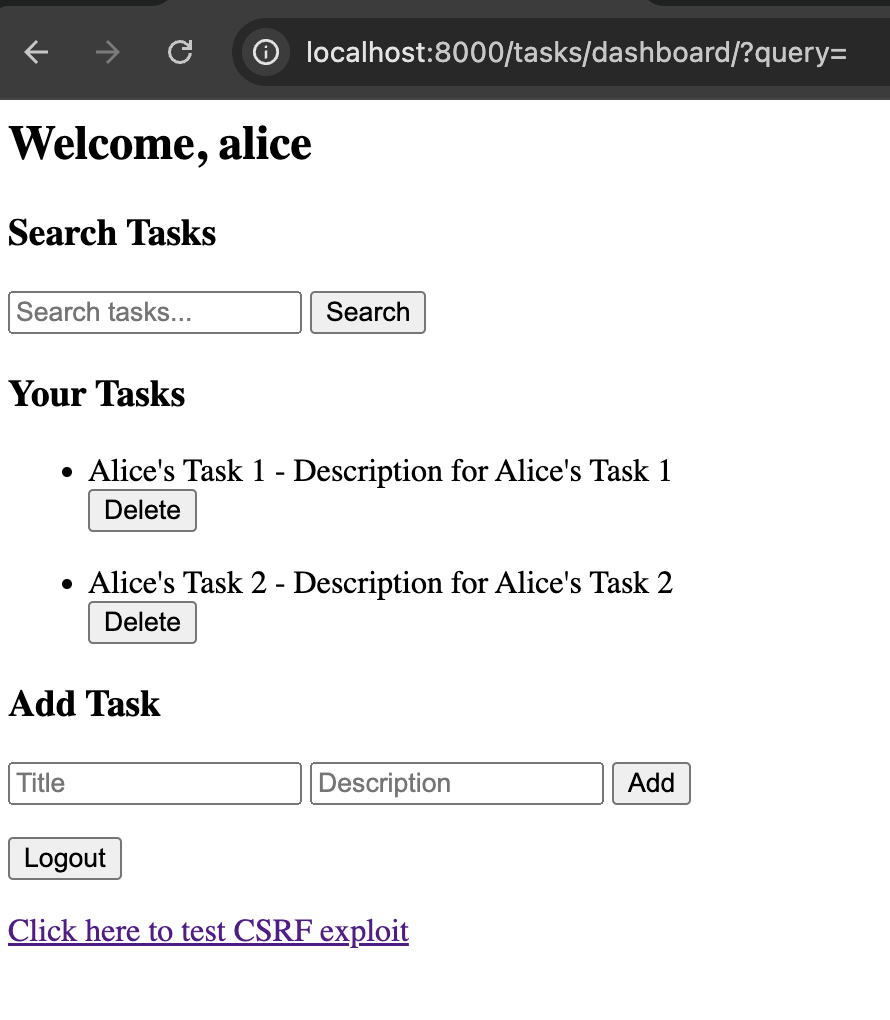 localhost:8000/tasks/dashboard/?query=
Welcome, alice
Search Tasks
Search tasks... Search
Your Tasks
Alice's Task 1 - Description for Alice's Task 1
Delete
Alice's Task 2 - Description for Alice's Task 2
Delete
Add Task
Title Description Add
Logout
Click here to test CSRF exploit